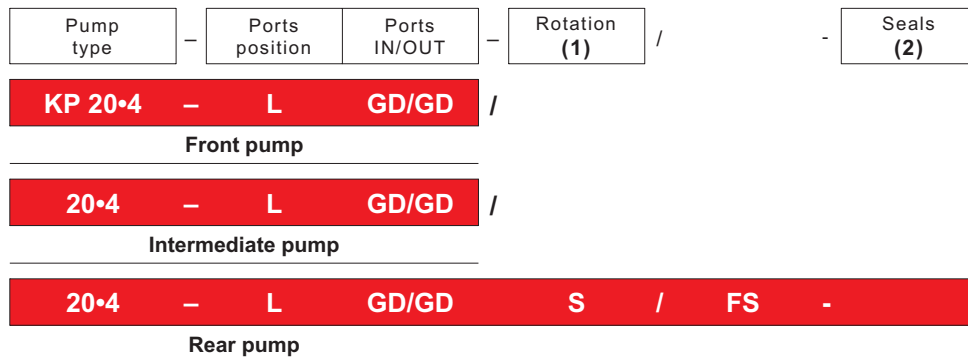 Pump type – Ports position Ports IN/OUT – Rotation (1) / - Seals (2)
KP 20•4 – L GD/GD /
Front pump
20•4 – L GD/GD /
Intermediate pump
20•4 – L GD/GD S / FS -
Rear pump